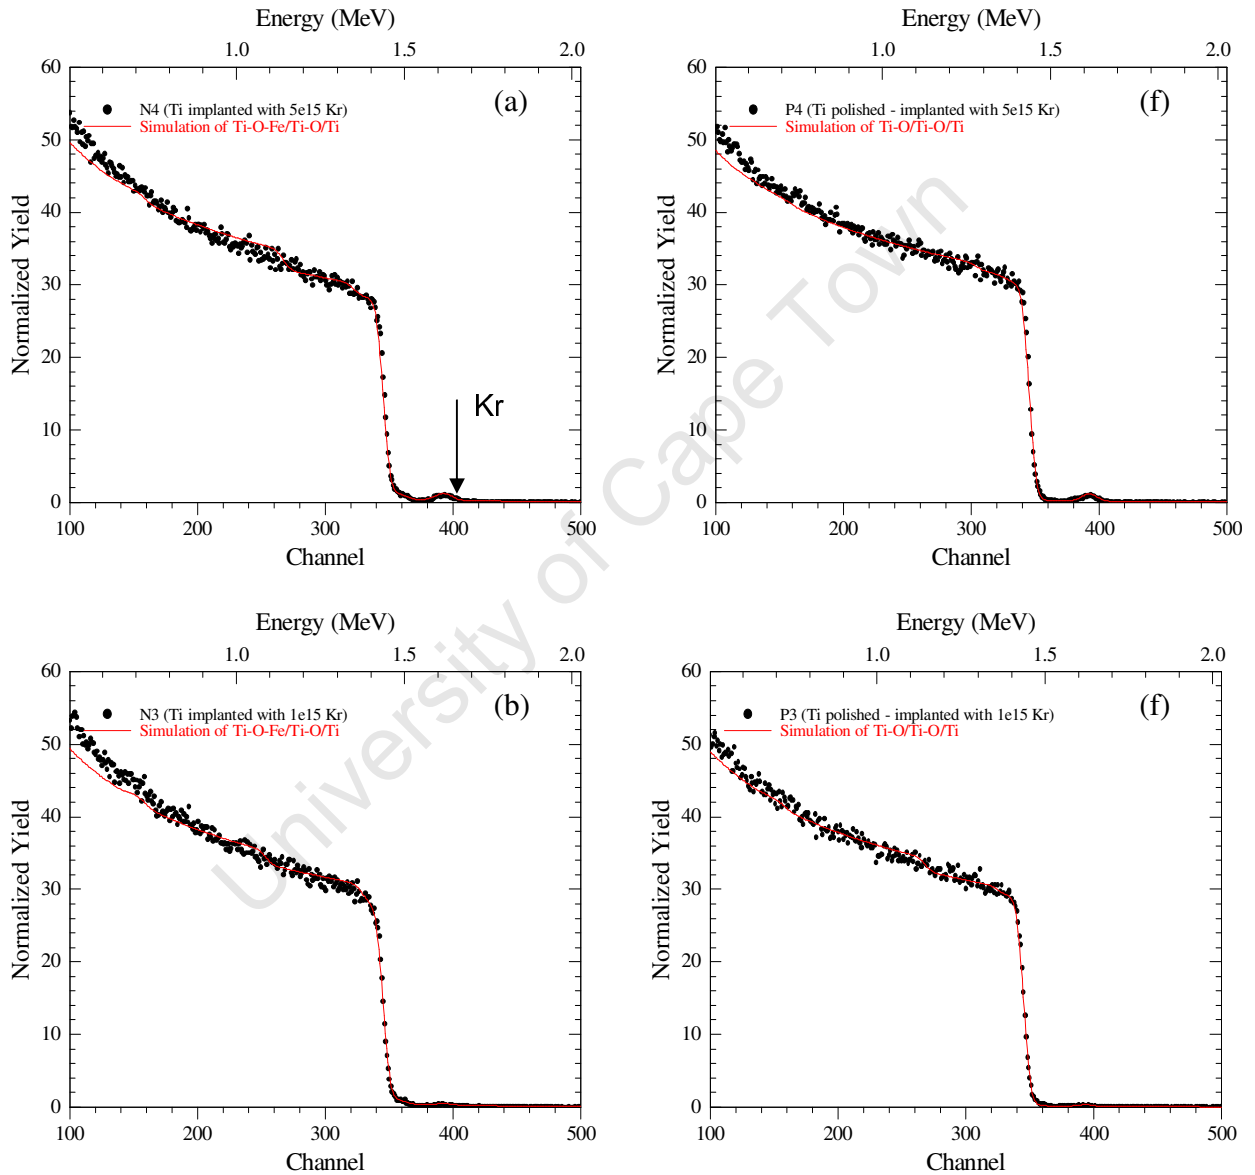 Energy (MeV)
1.0 1.5 2.0
60
50
40
30
20
10
0
Normalized Yield
N4 (Ti implanted with 5e15 Kr)
Simulation of Ti-O-Fe/Ti-O/Ti
(a)
Kr
100 200 300 400 500
Channel
Energy (MeV)
1.0 1.5 2.0
60
50
40
30
20
10
0
Normalized Yield
P4 (Ti polished - implanted with 5e15 Kr)
Simulation of Ti-O/Ti-O/Ti
(f)
100 200 300 400 500
Channel
Energy (MeV)
1.0 1.5 2.0
60
50
40
30
20
10
0
Normalized Yield
N3 (Ti implanted with 1e15 Kr)
Simulation of Ti-O-Fe/Ti-O/Ti
(b)
100 200 300 400 500
Channel
Energy (MeV)
1.0 1.5 2.0
60
50
40
30
20
10
0
Normalized Yield
P3 (Ti polished - implanted with 1e15 Kr)
Simulation of Ti-O/Ti-O/Ti
(f)
100 200 300 400 500
Channel
University of Cape Town